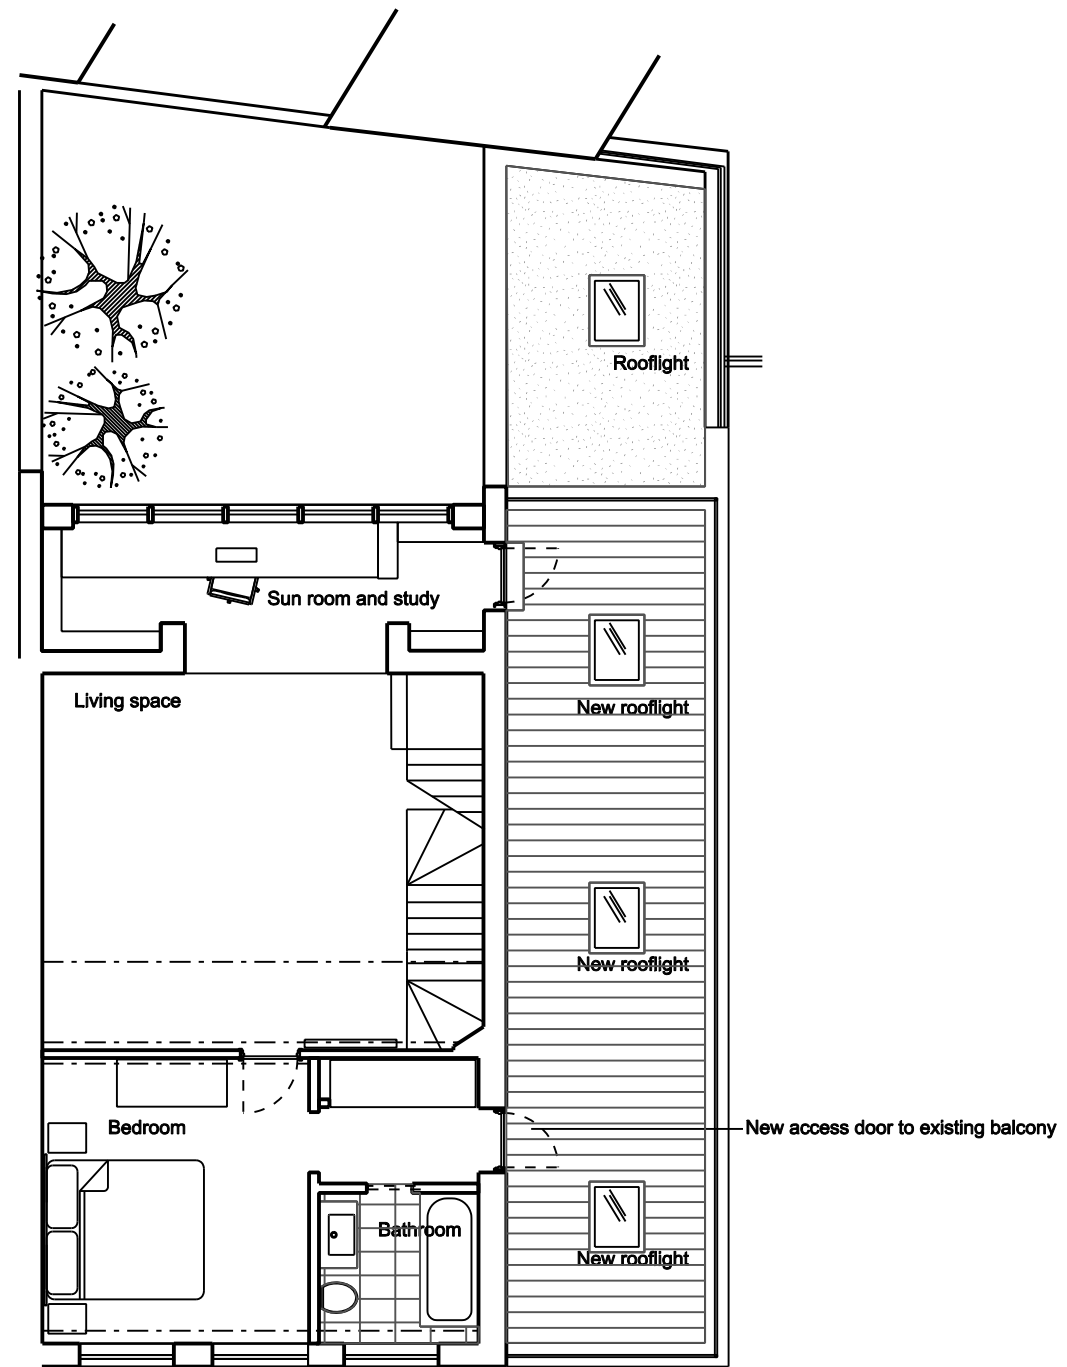 Rooflight
Sun room and study
Living space
New rooflight
New rooflight
Bedroom
New access door to existing balcony
Bathroom
New rooflight